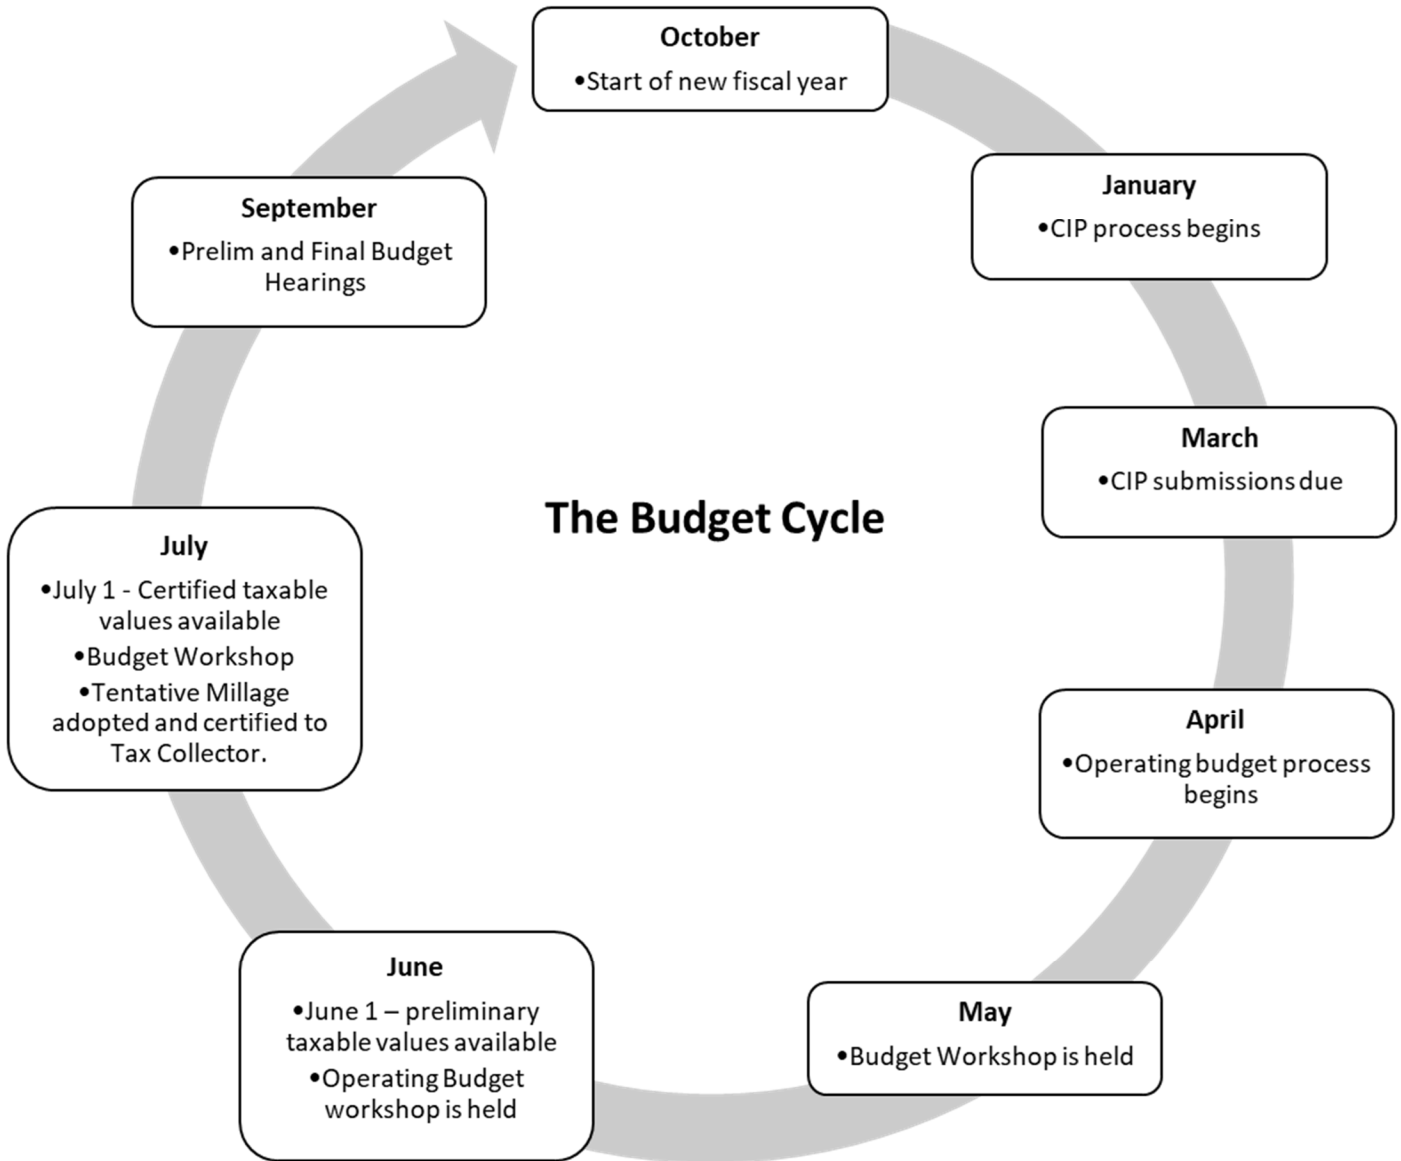 October
•Start of new fiscal year
January
•CIP process begins
March
•CIP submissions due
April
•Operating budget process
begins
May
•Budget Workshop is held
June
•June 1 – preliminary
taxable values available
•Operating Budget
workshop is held
July
•July 1 - Certified taxable
values available
•Budget Workshop
•Tentative Millage
adopted and certified to
Tax Collector.
September
•Prelim and Final Budget
Hearings
The Budget Cycle